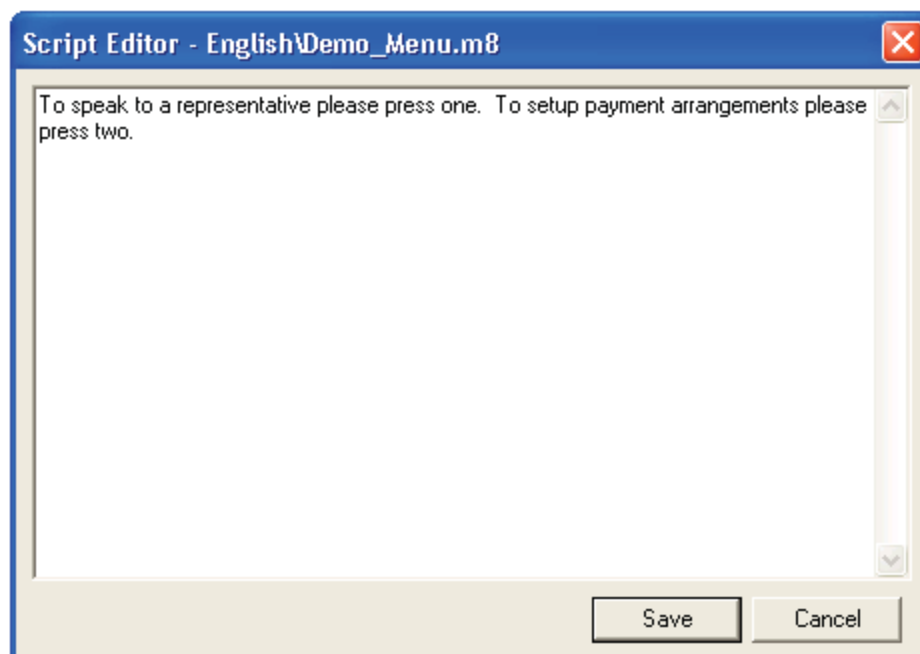 Script Editor - English\Demo_Menu.m8
To speak to a representative please press one.  To setup payment arrangements please
press two.
Save
Cancel